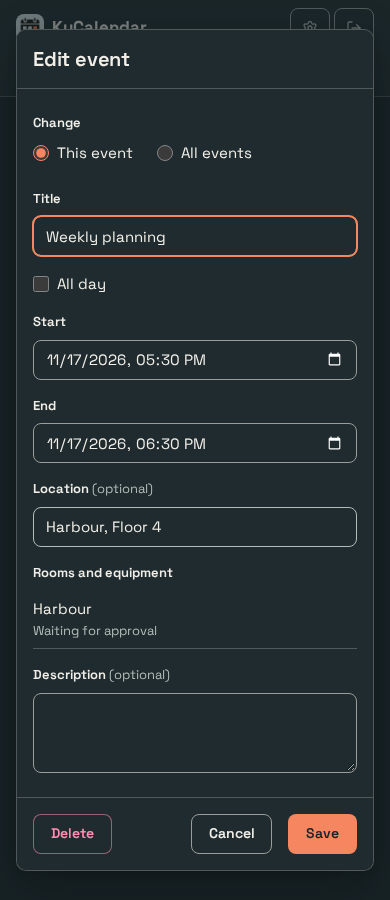 KyCalendar
Edit event
Change
This event
All events
Title
Weekly planning
All day
Start
11/17/2026, 05:30 PM
End
11/17/2026, 06:30 PM
Location (optional)
Harbour, Floor 4
Rooms and equipment
Harbour
Waiting for approval
Description (optional)
Delete
Cancel
Save